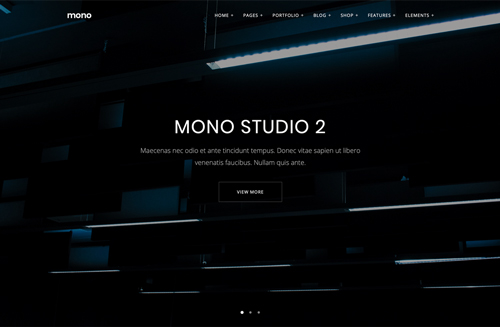 mono
HOME +
PAGES +
PORTFOLIO +
BLOG +
SHOP +
FEATURES +
ELEMENTS +
MONO STUDIO 2
Maecenas nec odio et ante tincidunt tempus. Donec vitae sapien ut libero
venenatis faucibus. Nullam quis ante.
VIEW MORE